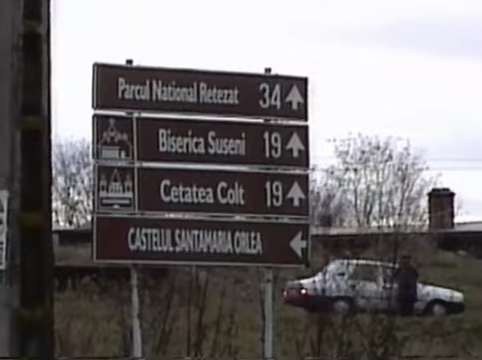 Parcul National Retezat 34
Biserica Suseni 19
Cetatea Colt 19
CASTELUL SANTAMARIA ORLEA